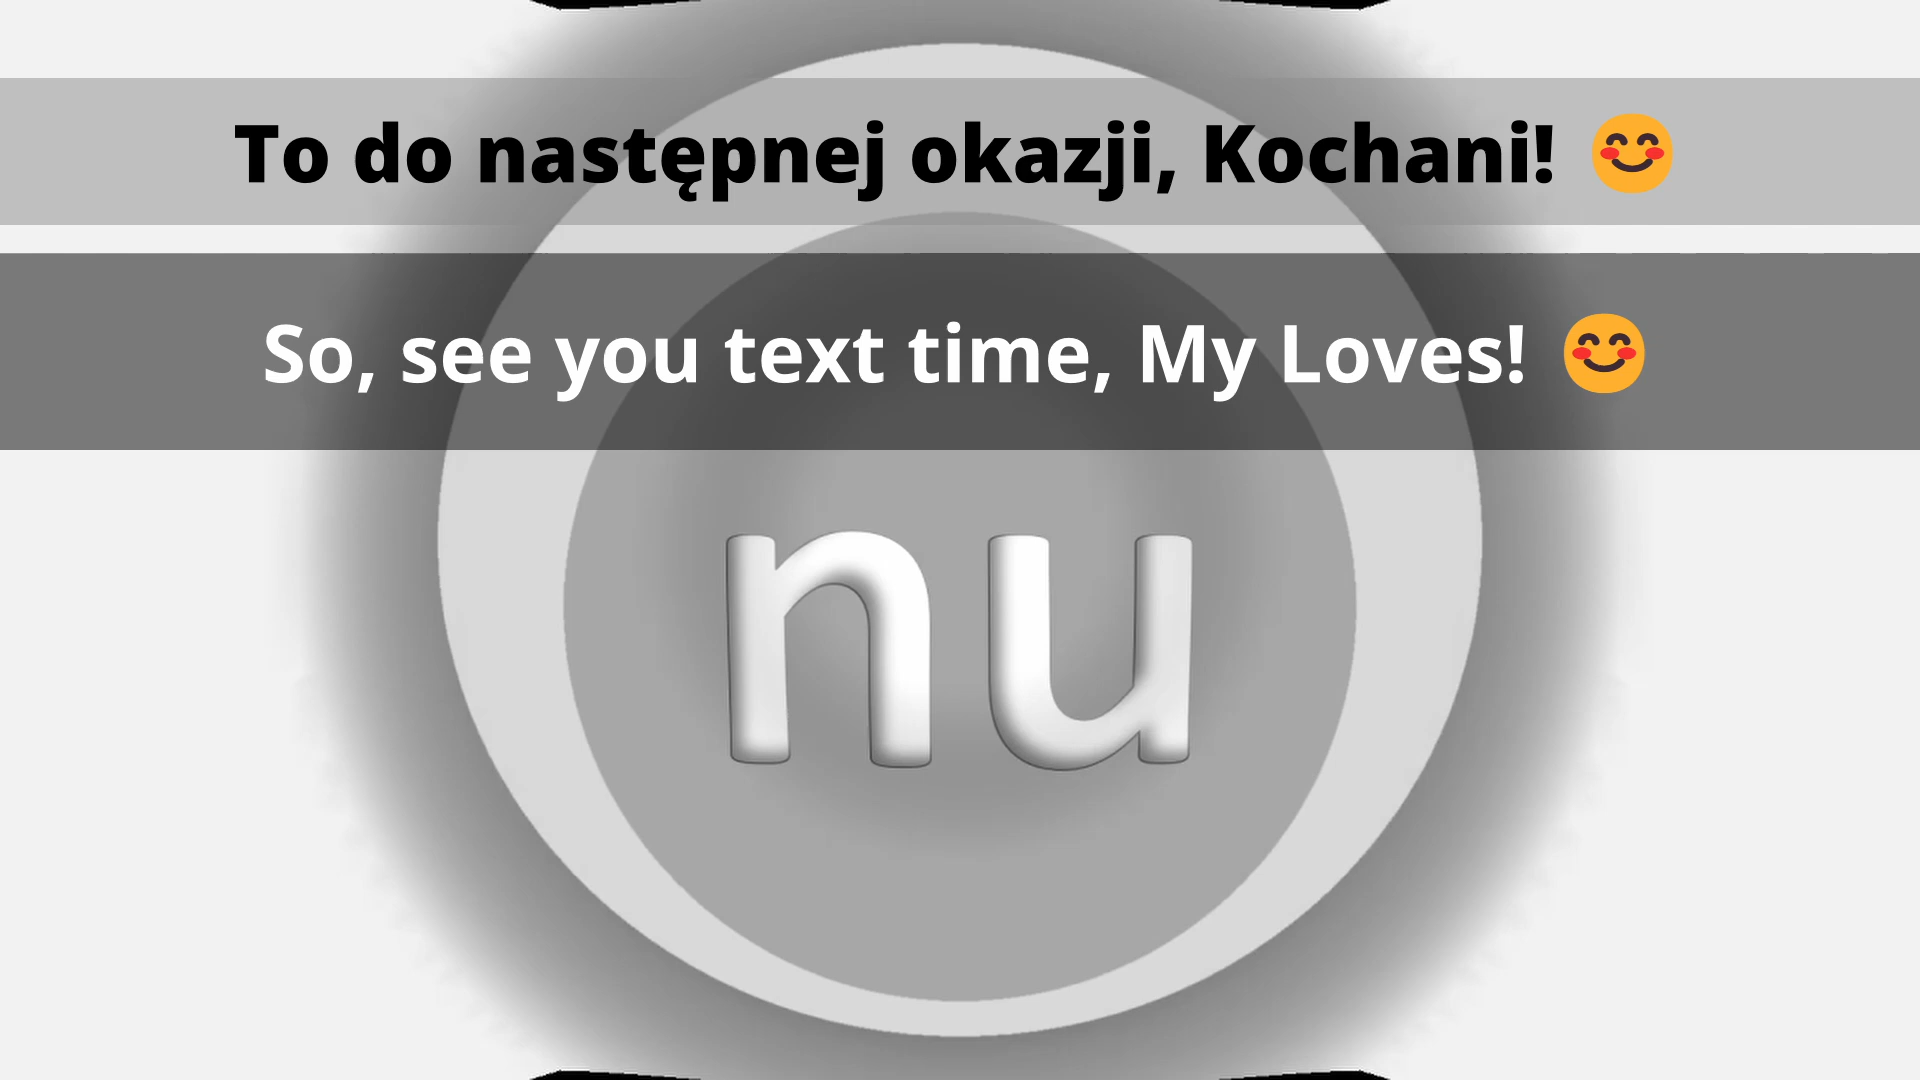 To do następnej okazji, Kochani! 😊
So, see you text time, My Loves! 😊
nu